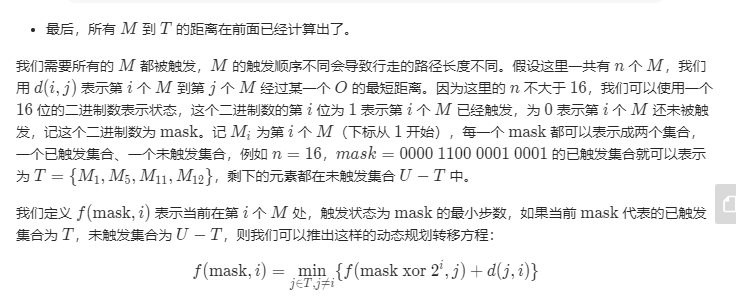 • 最后，所有 M 到 T 的距离在前面已经计算出了。
我们需要所有的 M 都被触发，M 的触发顺序不同会导致行走的路径长度不同。假设这里一共有 n 个 M，我们
用 d(i, j) 表示第 i 个 M 到第 j 个 M 经过某一个 O 的最短距离。因为这里的 n 不大于 16，我们可以使用一个
16 位的二进制数表示状态，这个二进制数的第 i 位为 1 表示第 i 个 M 已经触发，为 0 表示第 i 个 M 还未被触
发，记这个二进制数为 mask。记 M_i 为第 i 个 M（下标从 1 开始），每一个 mask 都可以表示成两个集合，
一个已触发集合、一个未触发集合，例如 n = 16，mask = 0000 1100 0001 0001 的已触发集合就可以表示
为 T = {M_1, M_5, M_11, M_12}，剩下的元素都在未触发集合 U − T 中。
我们定义 f(mask, i) 表示当前在第 i 个 M 处，触发状态为 mask 的最小步数，如果当前 mask 代表的已触发
集合为 T，未触发集合为 U − T，则我们可以推出这样的动态规划转移方程：
f(mask, i) = min_{j∈T,j≠i} {f(mask xor 2^i, j) + d(j, i)}